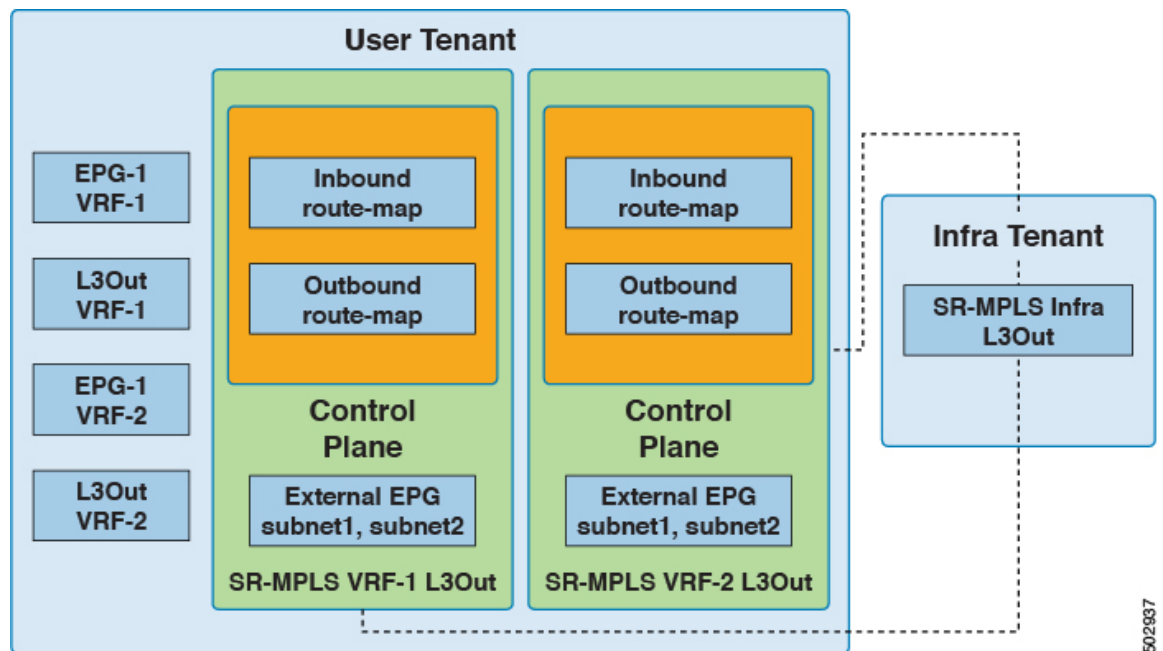 User Tenant
EPG-1
VRF-1
L3Out
VRF-1
EPG-1
VRF-2
L3Out
VRF-2
Inbound
route-map
Outbound
route-map
Control
Plane
External EPG
subnet1, subnet2
SR-MPLS VRF-1 L3Out
Inbound
route-map
Outbound
route-map
Control
Plane
External EPG
subnet1, subnet2
SR-MPLS VRF-2 L3Out
Infra Tenant
SR-MPLS Infra
L3Out
502937